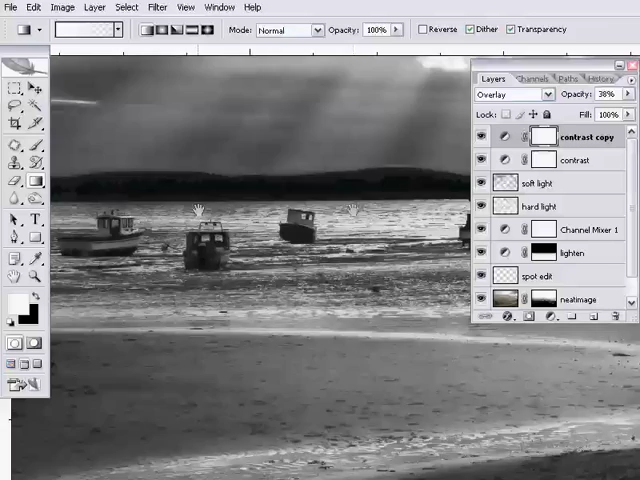 File Edit Image Layer Select Filter View Window Help
Mode: Normal Opacity: 100% Reverse Dither Transparency
Layers Channels Paths History
Overlay Opacity: 38%
Lock: Fill: 100%
contrast copy
contrast
soft light
hard light
Channel Mixer 1
lighten
spot edit
neatimage
T